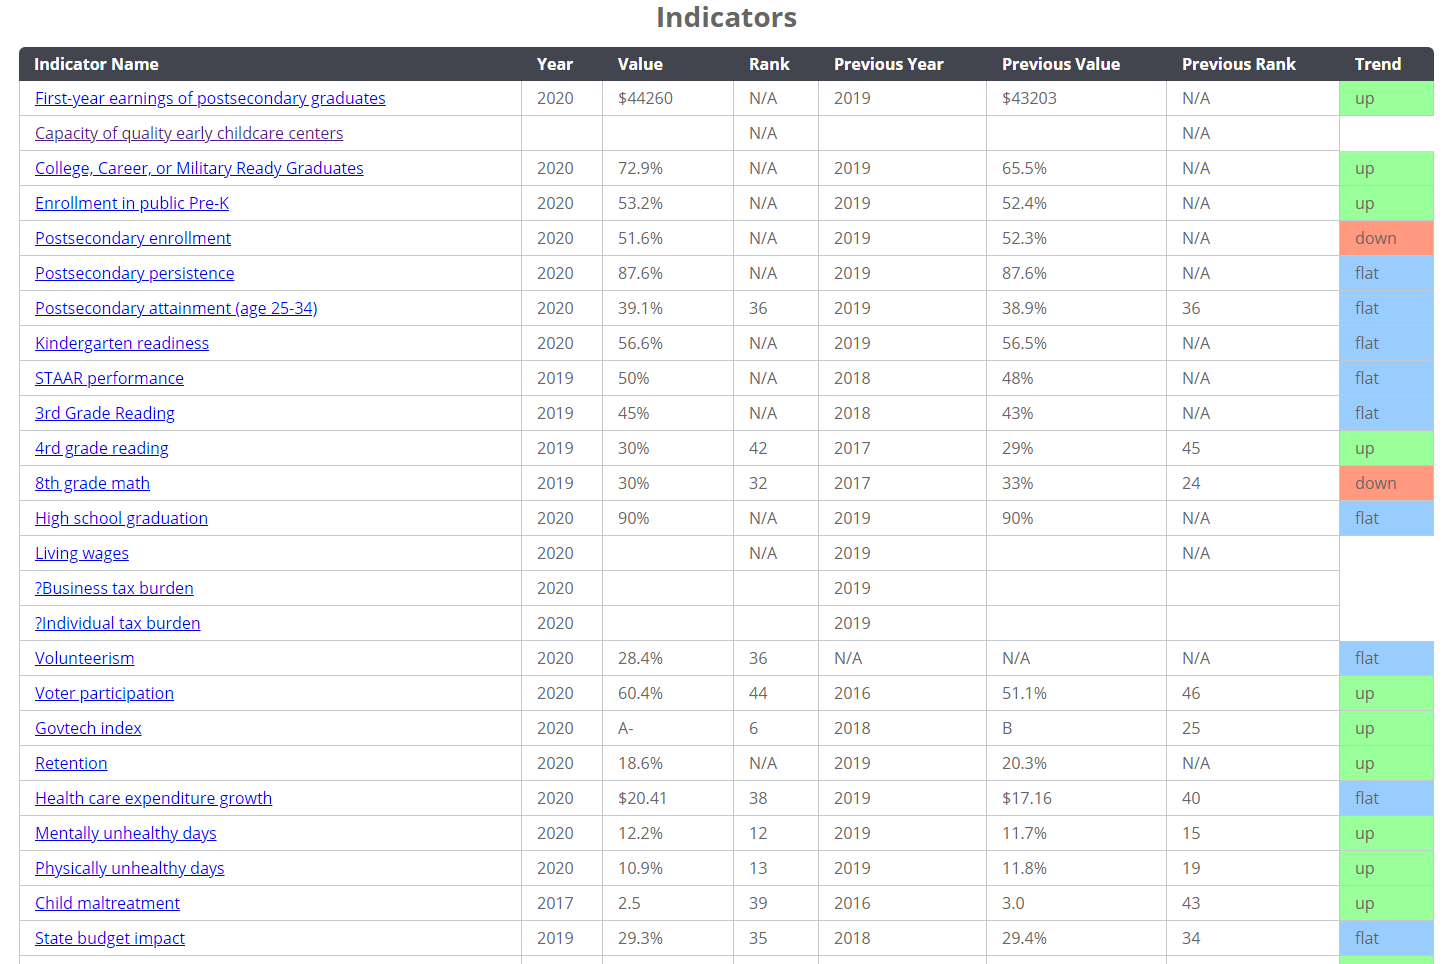 Indicators
Indicator Name Year Value Rank Previous Year Previous Value Previous Rank Trend
First-year earnings of postsecondary graduates 2020 $44260 N/A 2019 $43203 N/A up
Capacity of quality early childcare centers N/A N/A
College, Career, or Military Ready Graduates 2020 72.9% N/A 2019 65.5% N/A up
Enrollment in public Pre-K 2020 53.2% N/A 2019 52.4% N/A up
Postsecondary enrollment 2020 51.6% N/A 2019 52.3% N/A down
Postsecondary persistence 2020 87.6% N/A 2019 87.6% N/A flat
Postsecondary attainment (age 25-34) 2020 39.1% 36 2019 38.9% 36 flat
Kindergarten readiness 2020 56.6% N/A 2019 56.5% N/A flat
STAAR performance 2019 50% N/A 2018 48% N/A flat
3rd Grade Reading 2019 45% N/A 2018 43% N/A flat
4rd grade reading 2019 30% 42 2017 29% 45 up
8th grade math 2019 30% 32 2017 33% 24 down
High school graduation 2020 90% N/A 2019 90% N/A flat
Living wages 2020 N/A 2019 N/A
?Business tax burden 2020 2019
?Individual tax burden 2020 2019
Volunteerism 2020 28.4% 36 N/A N/A N/A flat
Voter participation 2020 60.4% 44 2016 51.1% 46 up
Govtech index 2020 A- 6 2018 B 25 up
Retention 2020 18.6% N/A 2019 20.3% N/A up
Health care expenditure growth 2020 $20.41 38 2019 $17.16 40 flat
Mentally unhealthy days 2020 12.2% 12 2019 11.7% 15 up
Physically unhealthy days 2020 10.9% 13 2019 11.8% 19 up
Child maltreatment 2017 2.5 39 2016 3.0 43 up
State budget impact 2019 29.3% 35 2018 29.4% 34 flat